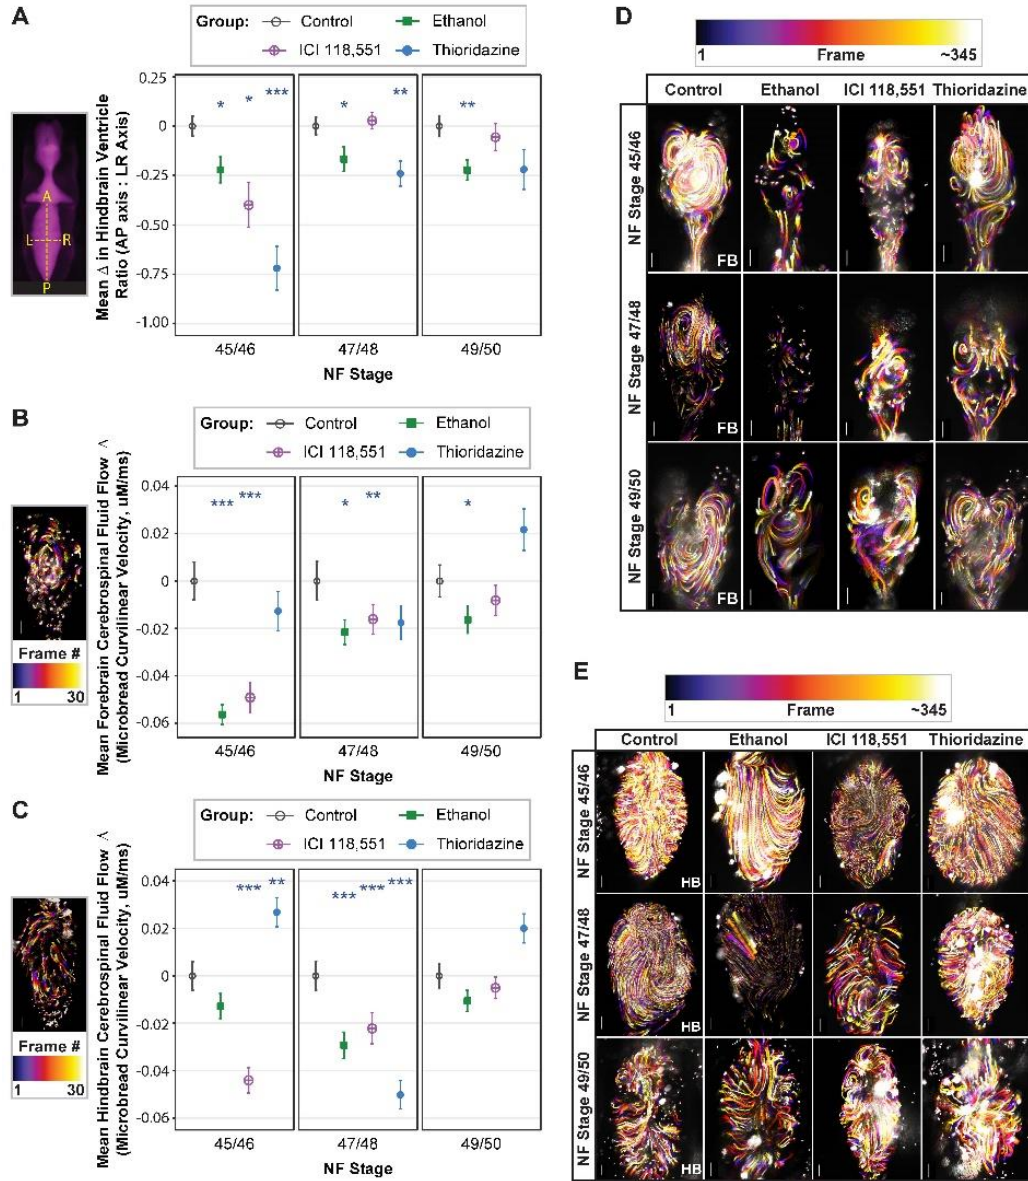 A
Group: Control Ethanol
ICI 118,551 Thioridazine
Mean Δ in Hindbrain Ventricle
Ratio (AP axis : LR Axis)
0.25
0
-0.25
-0.50
-0.75
-1.00
* * ***
* **
**
A
L R
P
45/46 47/48 49/50
NF Stage
B
Group: Control Ethanol
ICI 118,551 Thioridazine
Mean Forebrain Cerebrospinal Fluid Flow Δ
(Microbread Curvilinear Velocity, uM/ms)
0.04
0.02
0
-0.02
-0.04
-0.06
*** ***
* **
*
Frame #
1 30
45/46 47/48 49/50
NF Stage
C
Group: Control Ethanol
ICI 118,551 Thioridazine
Mean Hindbrain Cerebrospinal Fluid Flow Δ
(Microbread Curvilinear Velocity, uM/ms)
0.04
0.02
0
-0.02
-0.04
-0.06
*** **
*** *** ***
Frame #
1 30
45/46 47/48 49/50
NF Stage
D
1 Frame ~345
Control Ethanol ICI 118,551 Thioridazine
NF Stage 45/46
FB
NF Stage 47/48
FB
NF Stage 49/50
FB
E
1 Frame ~345
Control Ethanol ICI 118,551 Thioridazine
NF Stage 45/46
HB
NF Stage 47/48
HB
NF Stage 49/50
HB